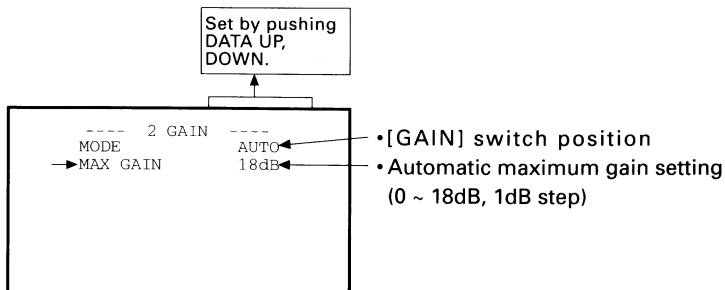 Set by pushing
DATA UP,
DOWN.
---- 2 GAIN ----
MODE AUTO
→MAX GAIN 18dB
•[GAIN] switch position
•Automatic maximum gain setting
(0 ~ 18dB, 1dB step)